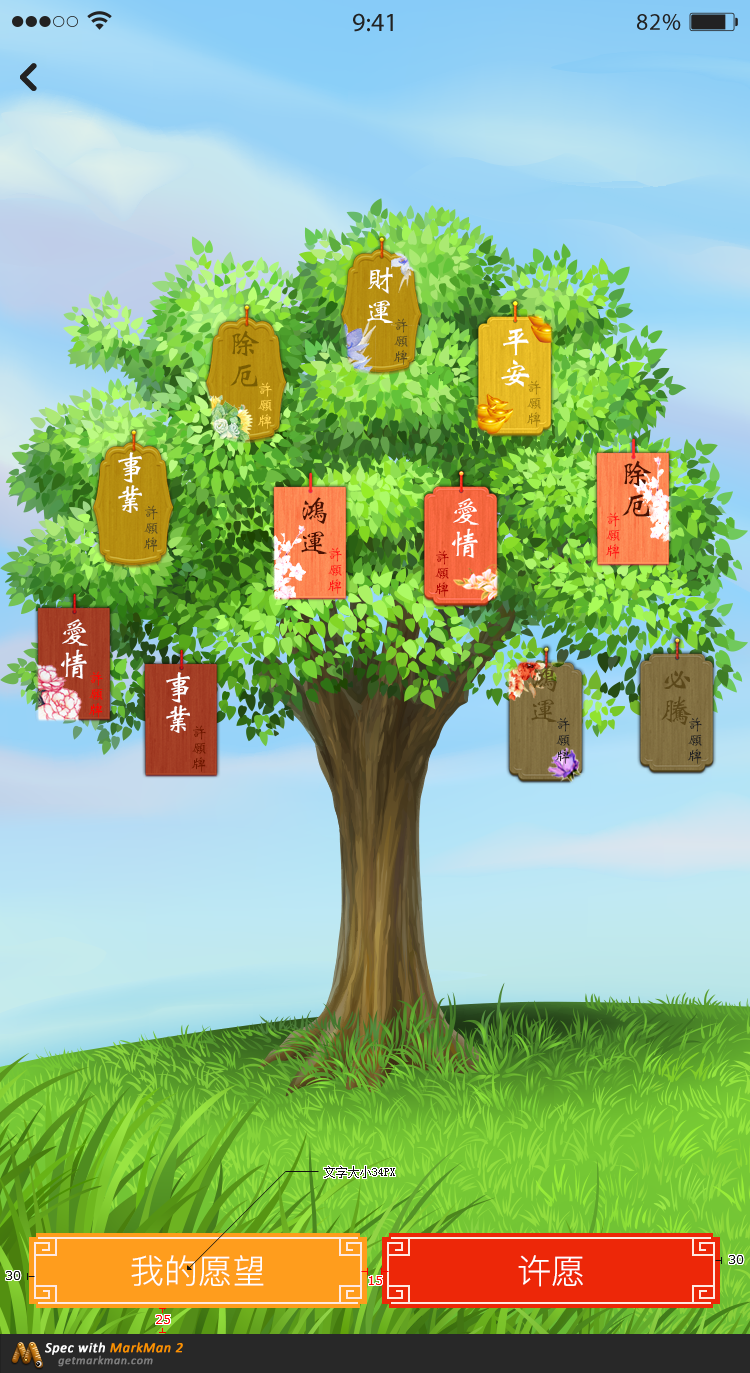 9:41
82%
財運
許願牌
除厄
許願牌
平安
許願牌
事業
許願牌
鴻運
許願牌
愛情
許願牌
除厄
許願牌
愛情
事業
許願牌
鴻運
許願牌
必騰
許願牌
文字大小34PX
30
我的愿望
15
许愿
30
25
Spec with MarkMan 2
getmarkman.com